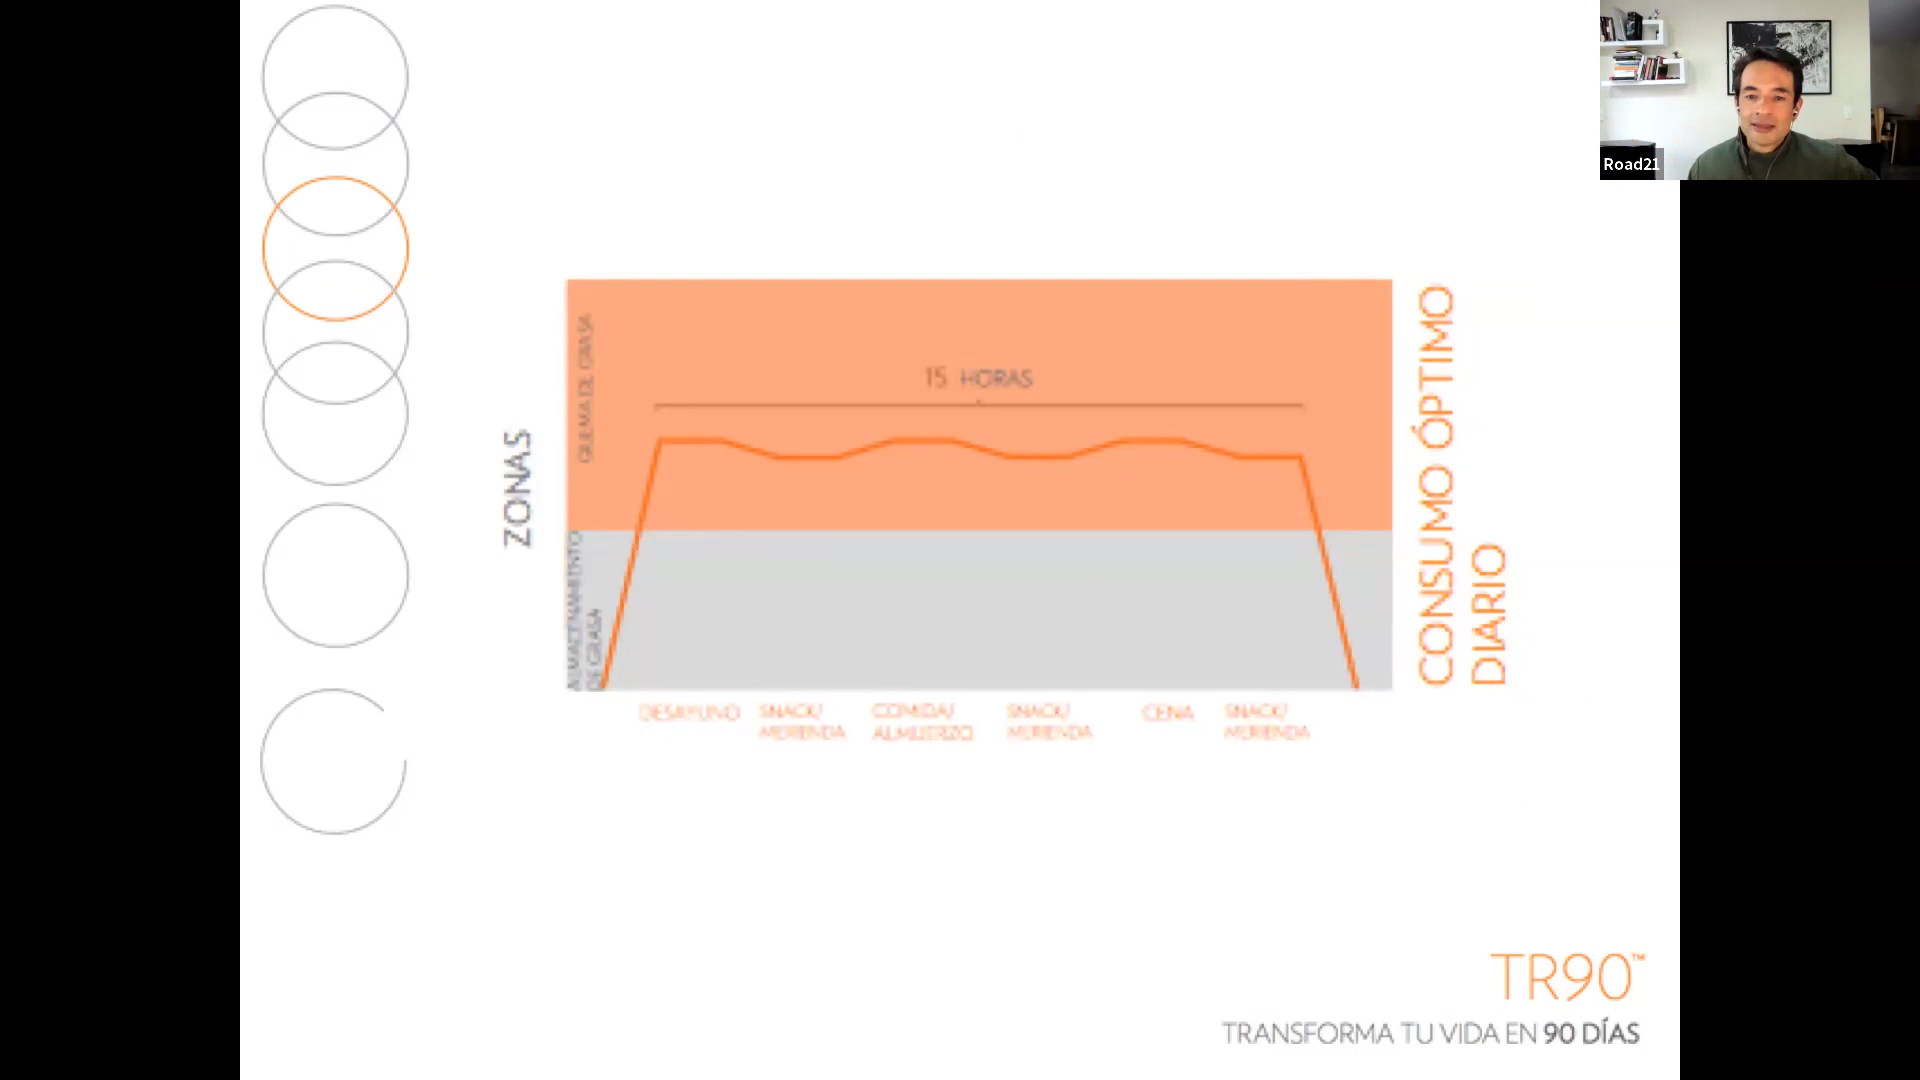 Road21
ZONAS
QUEMA DE GRASA
ALMACENAMIENTO
DE GRASA
15 HORAS
CONSUMO ÓPTIMO
DIARIO
DESAYUNO
SNACK/
MERIENDA
COMIDA/
ALMUERZO
SNACK/
MERIENDA
CENA
SNACK/
MERIENDA
TR90™
TRANSFORMA TU VIDA EN 90 DÍAS